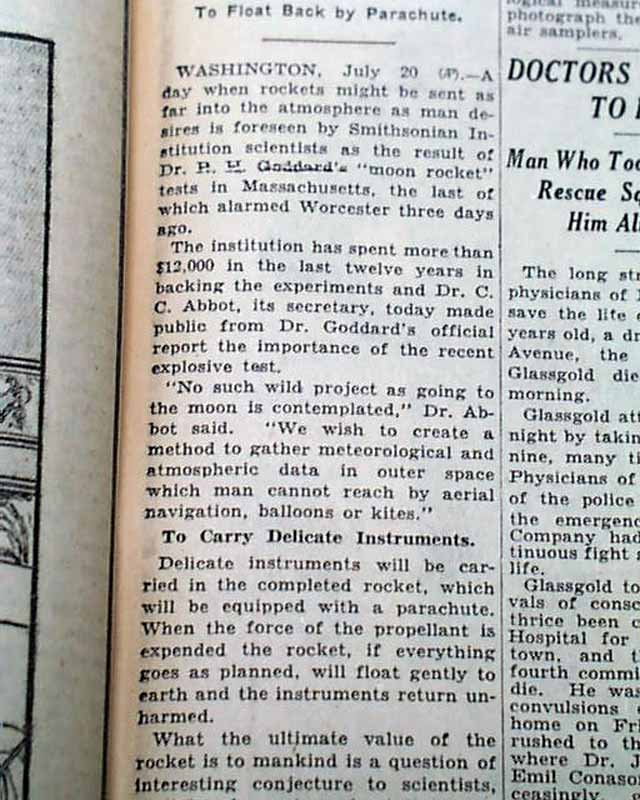 To Float Back by Parachute.
WASHINGTON, July 20 (AP).—A
day when rockets might be sent as
far into the atmosphere as man de-
sires is foreseen by Smithsonian In-
stitution scientists as the result of
Dr. R. H. Goddard's "moon rocket"
tests in Massachusetts, the last of
which alarmed Worcester three days
ago.
The institution has spent more than
$12,000 in the last twelve years in
backing the experiments and Dr. C.
C. Abbot, its secretary, today made
public from Dr. Goddard's official
report the importance of the recent
explosive test.
"No such wild project as going to
the moon is contemplated," Dr. Ab-
bot said. "We wish to create a
method to gather meteorological and
atmospheric data in outer space
which man cannot reach by aerial
navigation, balloons or kites."
To Carry Delicate Instruments.
Delicate instruments will be car-
ried in the completed rocket, which
will be equipped with a parachute.
When the force of the propellant is
expended the rocket, if everything
goes as planned, will float gently to
earth and the instruments return un-
harmed.
What the ultimate value of the
rocket is to mankind is a question of
interesting conjecture to scientists,
photograph the
air samplers.
DOCTORS
TO
Man Who Too
Rescue Sq
Him Al
The long str
physicians of
save the life
years old, a dr
Avenue, the
Glassgold die
morning.
Glassgold att
night by takin
nine, many ti
Physicians of
of the police
the emergenc
Company had
tinuous fight
life.
Glassgold to
vals of consc
thrice been c
Hospital for
town, and t
fourth commi
die. He was
convulsions
home on Fri
rushed to th
where Dr. J
Emil Conaso
ceasingly,